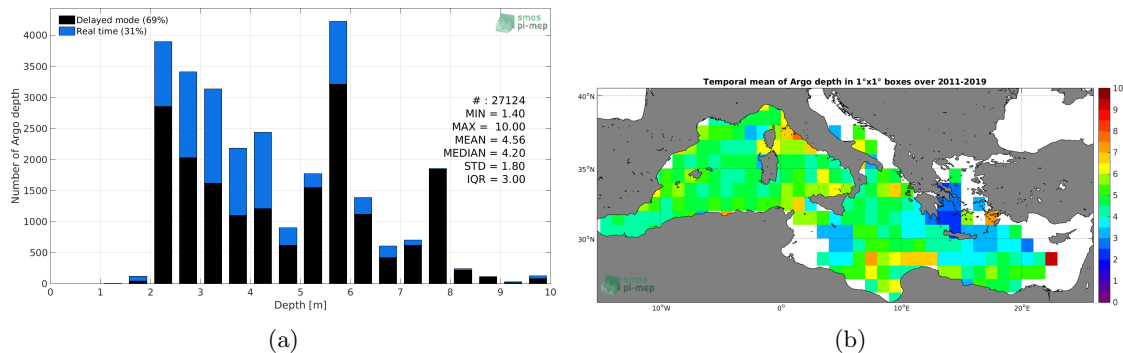 Delayed mode (69%)
Real time (31%)
smos
pi-mep
# : 27124
MIN = 1.40
MAX = 10.00
MEAN = 4.56
MEDIAN = 4.20
STD = 1.80
IQR = 3.00
Number of Argo depth
4000
3500
3000
2500
2000
1500
1000
500
0
0 1 2 3 4 5 6 7 8 9 10
Depth [m]
(a)
Temporal mean of Argo depth in 1°x1° boxes over 2011-2019
40°N
35°N
30°N
10°W 0° 10°E 20°E
smos
pi-mep
10
9
8
7
6
5
4
3
2
1
0
(b)